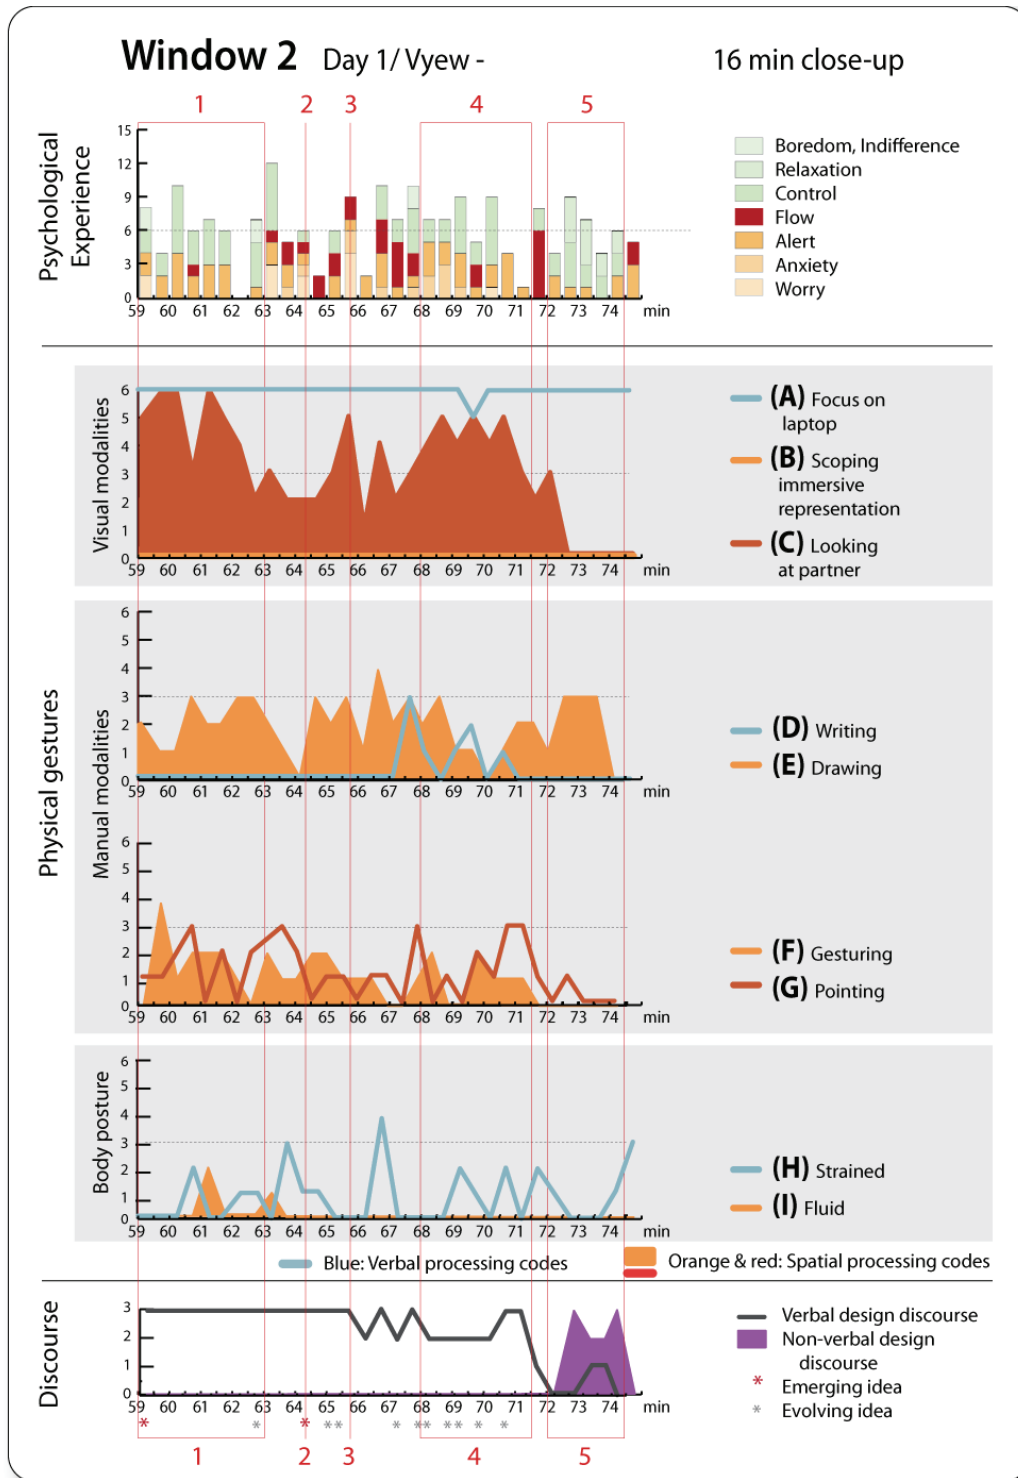 Window 2 Day 1/ Vyew - 16 min close-up
1 2 3 4 5
Psychological
Experience
15
12
9
6
3
0
59 60 61 62 63 64 65 66 67 68 69 70 71 72 73 74 min
Boredom, Indifference
Relaxation
Control
Flow
Alert
Anxiety
Worry
Physical gestures
Visual modalities
6
5
4
3
2
1
0
59 60 61 62 63 64 65 66 67 68 69 70 71 72 73 74 min
(A) Focus on
laptop
(B) Scoping
immersive
representation
(C) Looking
at partner
Manual modalities
6
5
4
3
2
1
0
59 60 61 62 63 64 65 66 67 68 69 70 71 72 73 74 min
(D) Writing
(E) Drawing
6
5
4
3
2
1
0
59 60 61 62 63 64 65 66 67 68 69 70 71 72 73 74 min
(F) Gesturing
(G) Pointing
Body posture
6
5
4
3
2
1
0
59 60 61 62 63 64 65 66 67 68 69 70 71 72 73 74 min
(H) Strained
(I) Fluid
Blue: Verbal processing codes
Orange & red: Spatial processing codes
Discourse
3
2
1
0
59 60 61 62 63 64 65 66 67 68 69 70 71 72 73 74 min
Verbal design discourse
Non-verbal design
discourse
* Emerging idea
* Evolving idea
1 2 3 4 5